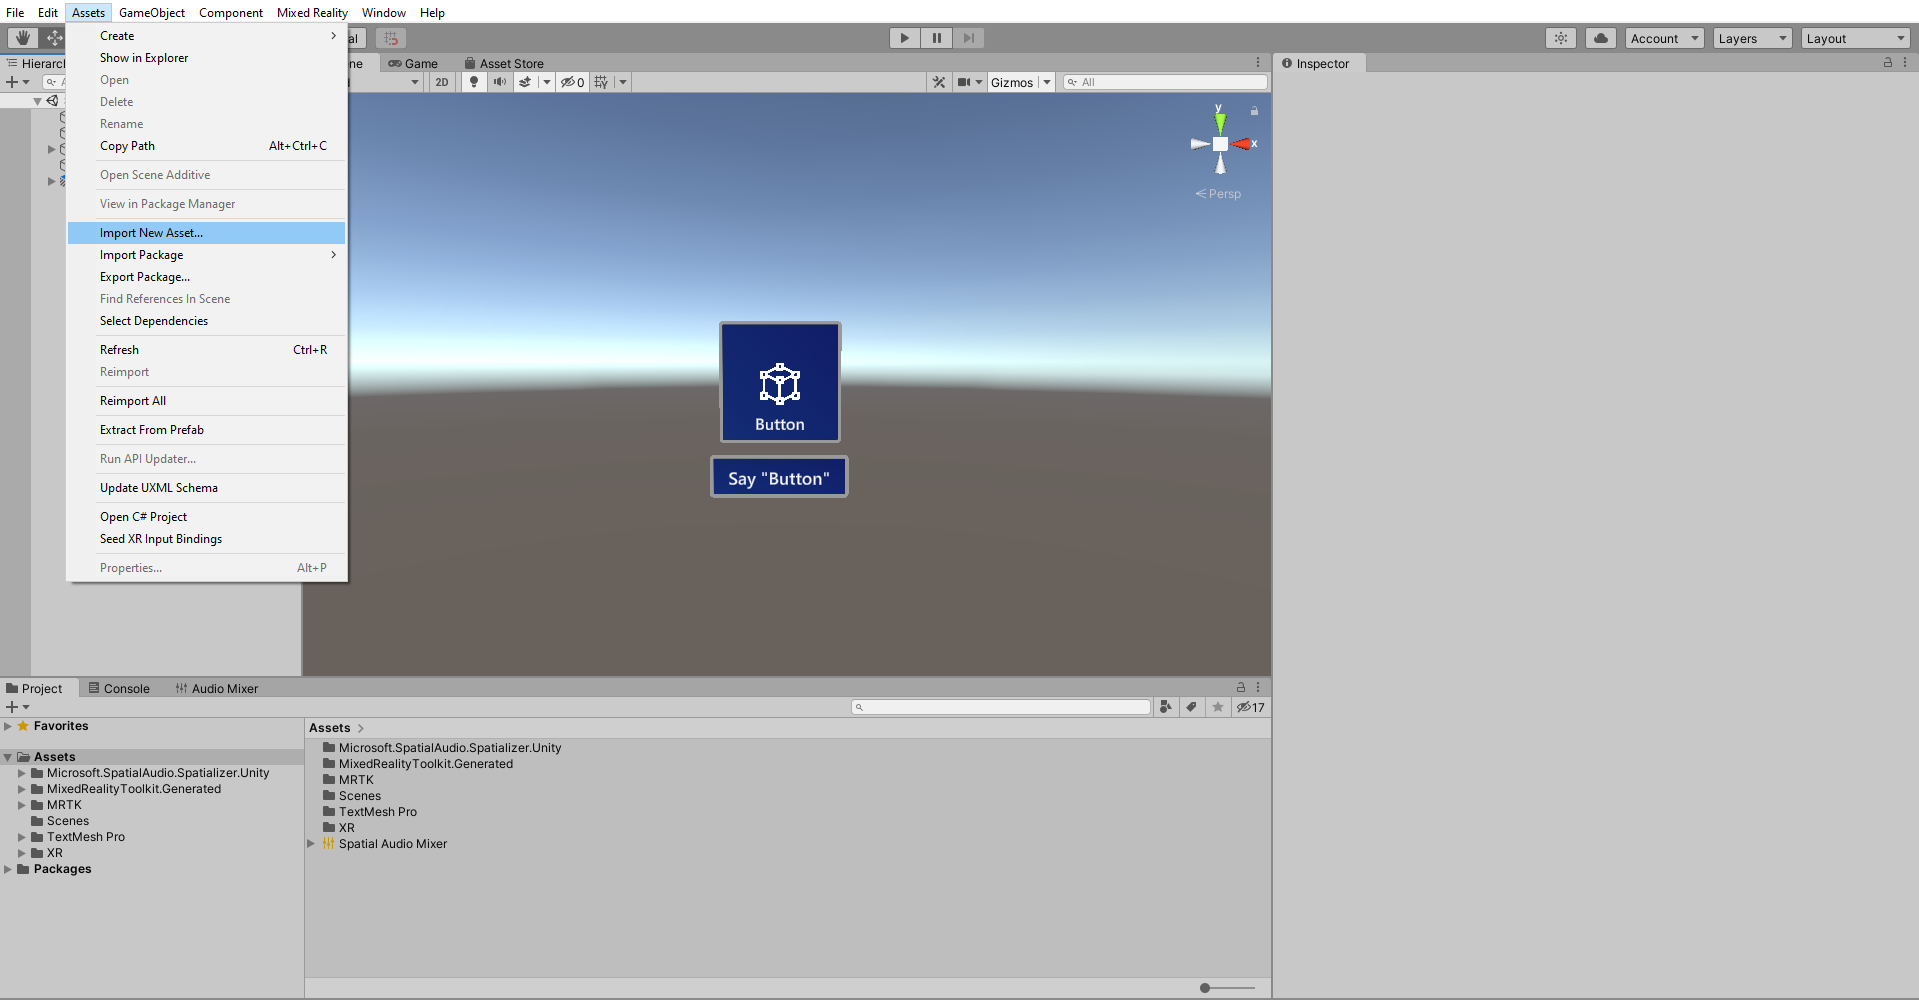 File Edit Assets GameObject Component Mixed Reality Window Help
Create
Show in Explorer
Open
Delete
Rename
Copy Path Alt+Ctrl+C
Open Scene Additive
View in Package Manager
Import New Asset...
Import Package
Export Package...
Find References In Scene
Select Dependencies
Refresh Ctrl+R
Reimport
Reimport All
Extract From Prefab
Run API Updater...
Update UXML Schema
Open C# Project
Seed XR Input Bindings
Properties... Alt+P
al
Account Layers Layout
Hierarc
ne Game Asset Store
Inspector
2D 0 Gizmos All
y
x
Persp
Button
Say "Button"
Project Console Audio Mixer
17
Favorites
Assets
Microsoft.SpatialAudio.Spatializer.Unity
MixedRealityToolkit.Generated
MRTK
Scenes
TextMesh Pro
XR
Packages
Assets
Microsoft.SpatialAudio.Spatializer.Unity
MixedRealityToolkit.Generated
MRTK
Scenes
TextMesh Pro
XR
Spatial Audio Mixer